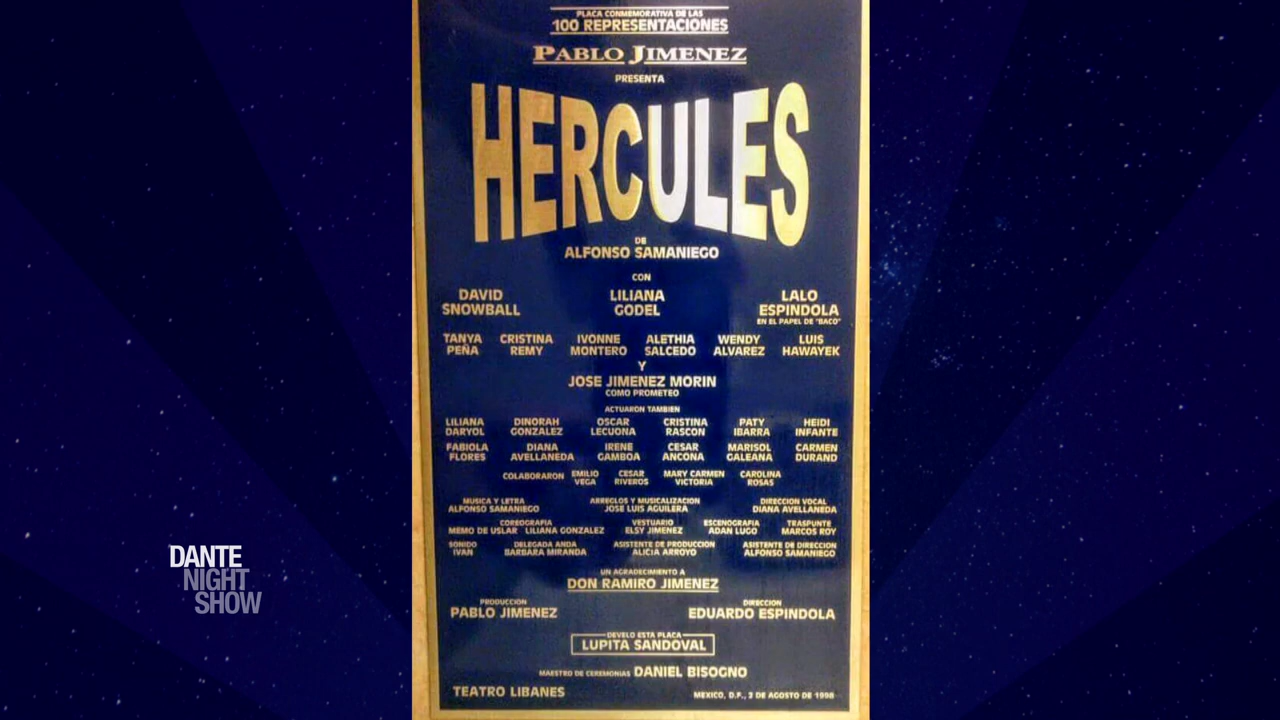 PLACA CONMEMORATIVA DE LAS
100 REPRESENTACIONES
PABLO JIMENEZ
PRESENTA
HERCULES
DE
ALFONSO SAMANIEGO
CON
DAVID SNOWBALL
LILIANA GODEL
LALO ESPINDOLA
EN EL PAPEL DE "BACO"
TANYA PEÑA
CRISTINA REMY
IVONNE MONTERO
ALETHIA SALCEDO
WENDY ALVAREZ
LUIS HAWAYEK
Y
JOSE JIMENEZ MORIN
COMO PROMETEO
ACTUARON TAMBIEN
LILIANA DARYOL
DINORAH GONZALEZ
OSCAR LECUONA
CRISTINA RASCON
PATY IBARRA
HEIDI INFANTE
FABIOLA FLORES
DIANA AVELLANEDA
IRENE GAMBOA
CESAR ANCONA
MARISOL GALEANA
CARMEN DURAND
COLABORARON
EMILIO VEGA
CESAR RIVEROS
MARY CARMEN VICTORIA
CAROLINA ROSAS
MUSICA Y LETRA
ALFONSO SAMANIEGO
ARREGLOS Y MUSICALIZACION
JOSE LUIS AGUILERA
DIRECCION VOCAL
DIANA AVELLANEDA
COREOGRAFIA
MEMO DE USLAR LILIANA GONZALEZ
VESTUARIO
ELSY JIMENEZ
ESCENOGRAFIA
ADAN LUGO
TRASPUNTE
MARCOS ROY
SONIDO
IVAN
DELEGADA ANDA
BARBARA MIRANDA
ASISTENTE DE PRODUCCION
ALICIA ARROYO
ASISTENTE DE DIRECCION
ALFONSO SAMANIEGO
UN AGRADECIMIENTO A
DON RAMIRO JIMENEZ
PRODUCCION
PABLO JIMENEZ
DIRECCION
EDUARDO ESPINDOLA
DEVELO ESTA PLACA
LUPITA SANDOVAL
MAESTRO DE CEREMONIAS DANIEL BISOGNO
TEATRO LIBANES
MEXICO, D.F., 2 DE AGOSTO DE 1998
DANTE
NIGHT
SHOW